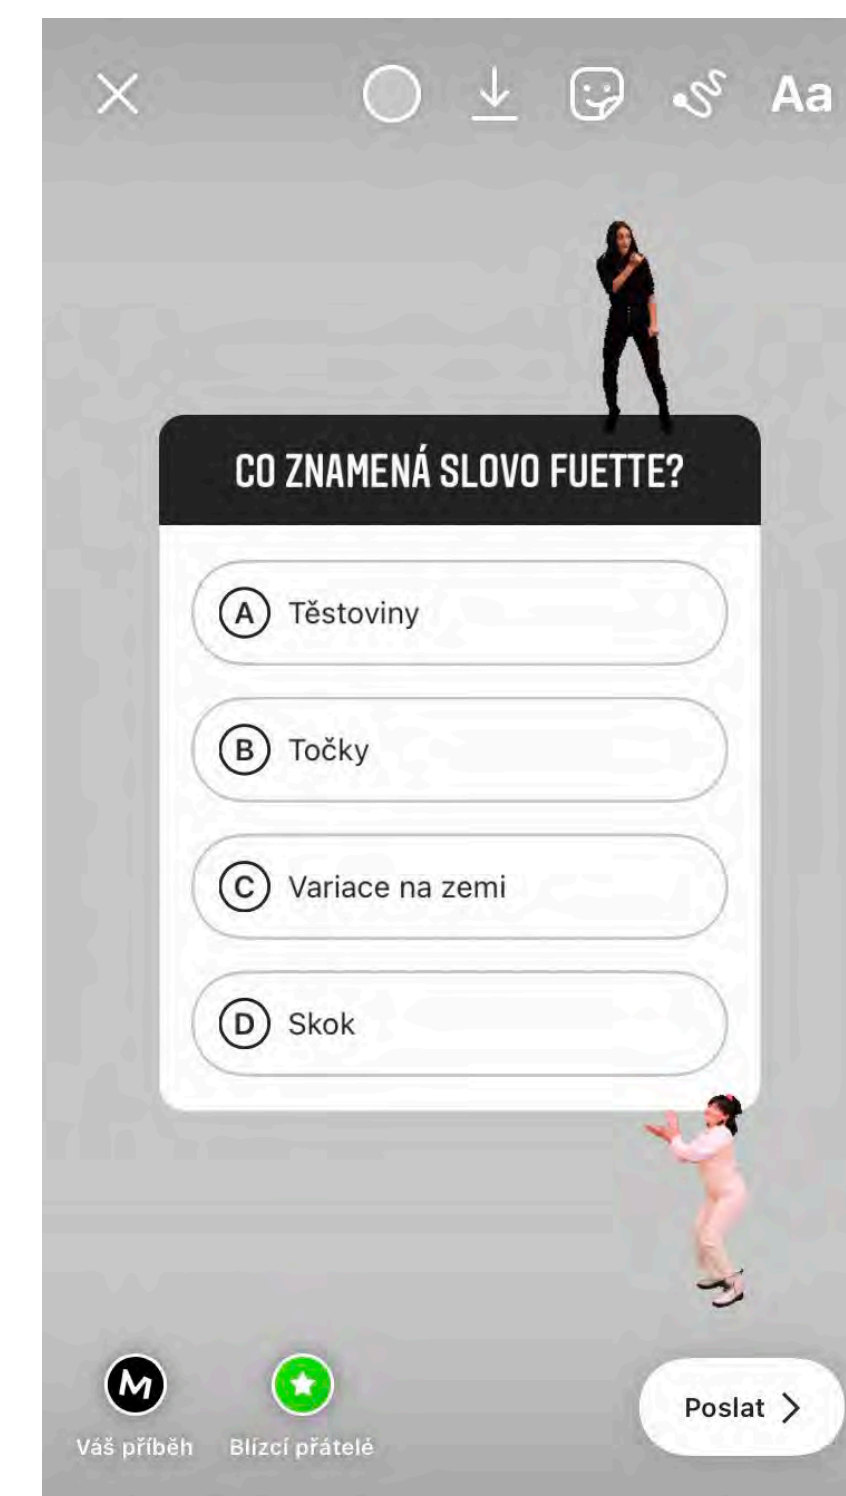 Aa
CO ZNAMENÁ SLOVO FUETTE?
A Těstoviny
B Točky
C Variace na zemi
D Skok
M
Váš příběh Blízcí přátelé
Poslat